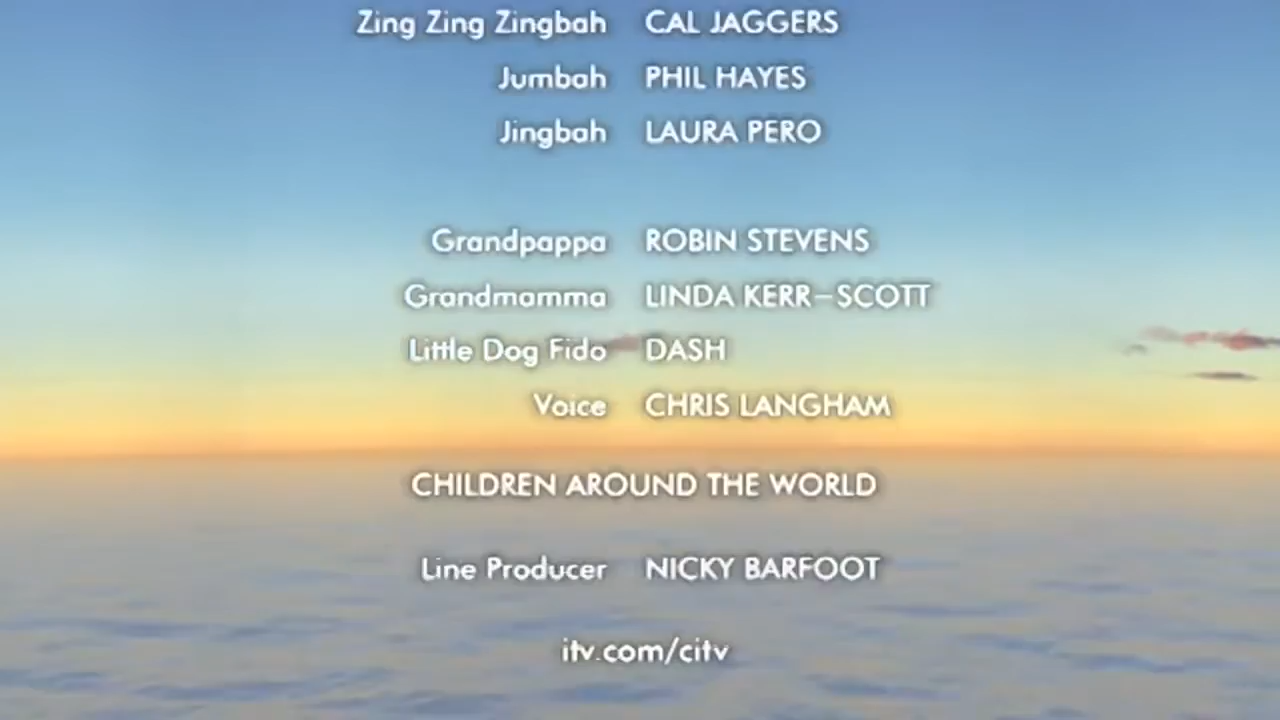 Zing Zing Zingbah CAL JAGGERS
Jumbah PHIL HAYES
Jingbah LAURA PERO
Grandpappa ROBIN STEVENS
Grandmamma LINDA KERR-SCOTT
Little Dog Fido DASH
Voice CHRIS LANGHAM
CHILDREN AROUND THE WORLD
Line Producer NICKY BARFOOT
itv.com/citv